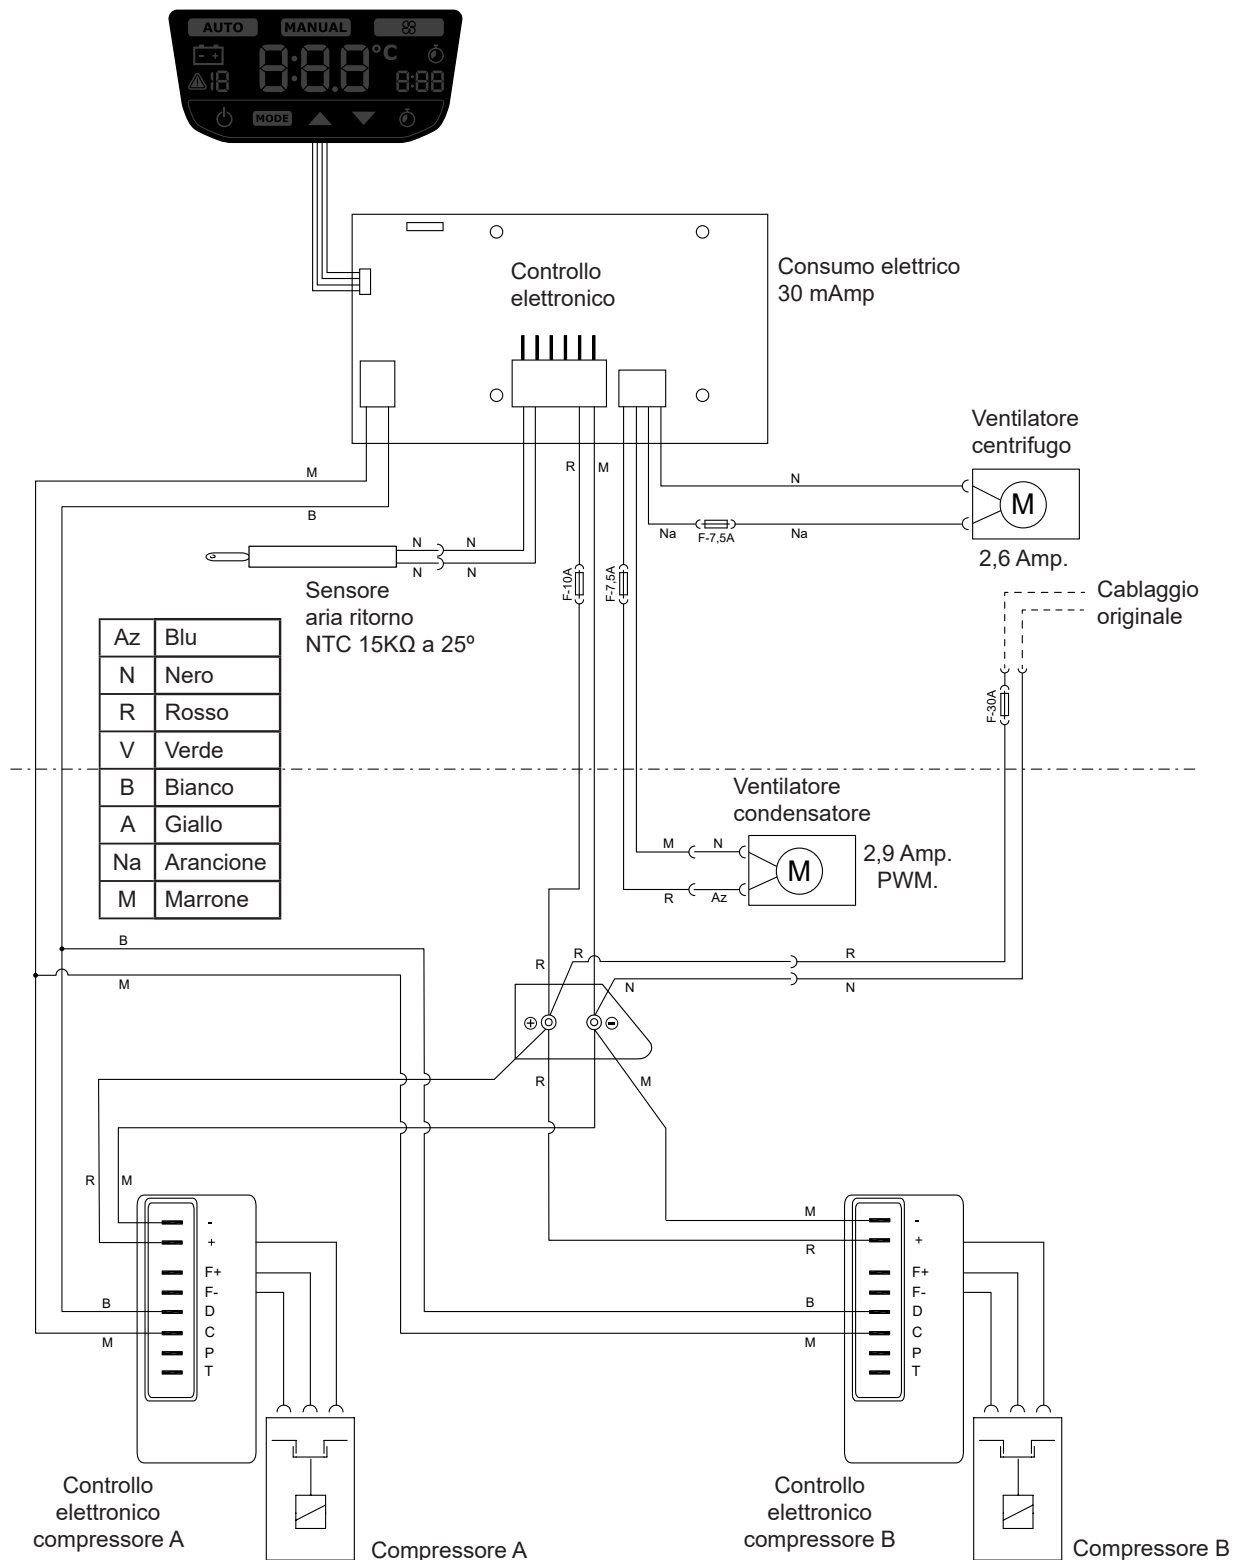 AUTO MANUAL
8:8.8 °C
18 8:88
MODE
Controllo
elettronico
Consumo elettrico
30 mAmp
Ventilatore
centrifugo
M
2,6 Amp.
M
B
R
M
N
Na
F-7,5A
Na
N
N
N
N
F-10A
F-7,5A
Sensore
aria ritorno
NTC 15KΩ a 25º
Cablaggio
originale
F-30A
Az Blu
N Nero
R Rosso
V Verde
B Bianco
A Giallo
Na Arancione
M Marrone
Ventilatore
condensatore
M
N
R
Az
M
2,9 Amp.
PWM.
B
M
R
R
R
N
N
+
-
R
M
R
M
-
+
F+
F-
D
C
P
T
B
M
M
R
B
M
-
+
F+
F-
D
C
P
T
Controllo
elettronico
compressore A
Compressore A
Controllo
elettronico
compressore B
Compressore B